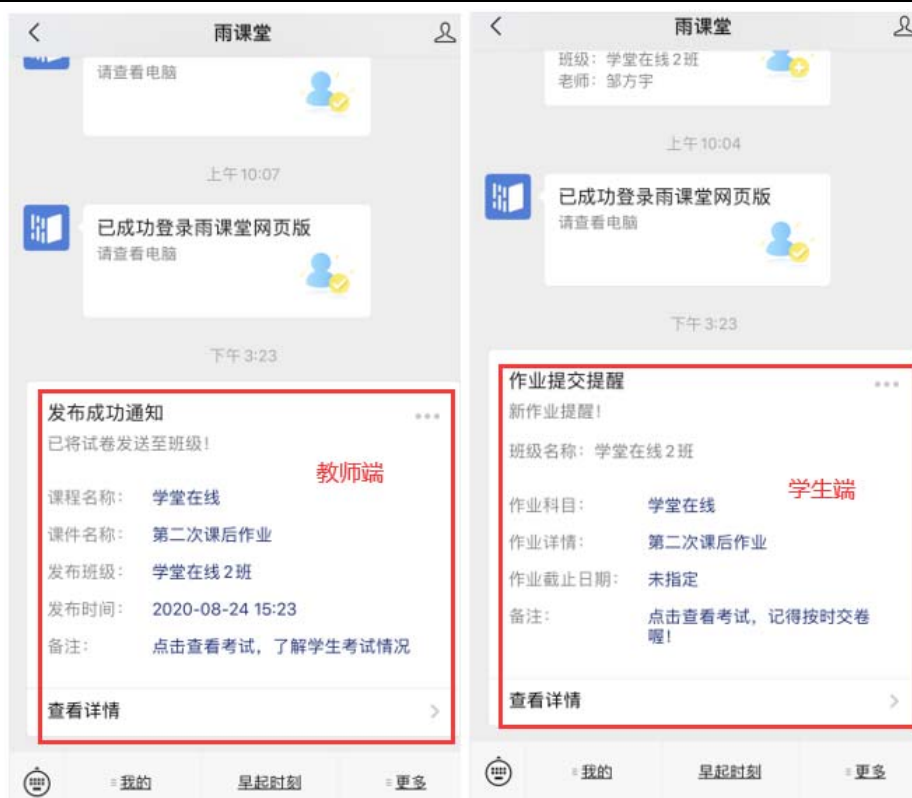 雨课堂
请查看电脑
上午 10:07
已成功登录雨课堂网页版
请查看电脑
下午 3:23
发布成功通知
已将试卷发送至班级!
教师端
课程名称: 学堂在线
课件名称: 第二次课后作业
发布班级: 学堂在线2班
发布时间: 2020-08-24 15:23
备注: 点击查看考试,了解学生考试情况
查看详情
我的 早起时刻 更多
雨课堂
班级: 学堂在线2班
老师: 邹方宇
上午 10:04
已成功登录雨课堂网页版
请查看电脑
下午 3:23
作业提交提醒
新作业提醒!
班级名称: 学堂在线2班
学生端
作业科目: 学堂在线
作业详情: 第二次课后作业
作业截止日期: 未指定
备注: 点击查看考试,记得按时交卷
喔!
查看详情
我的 早起时刻 更多